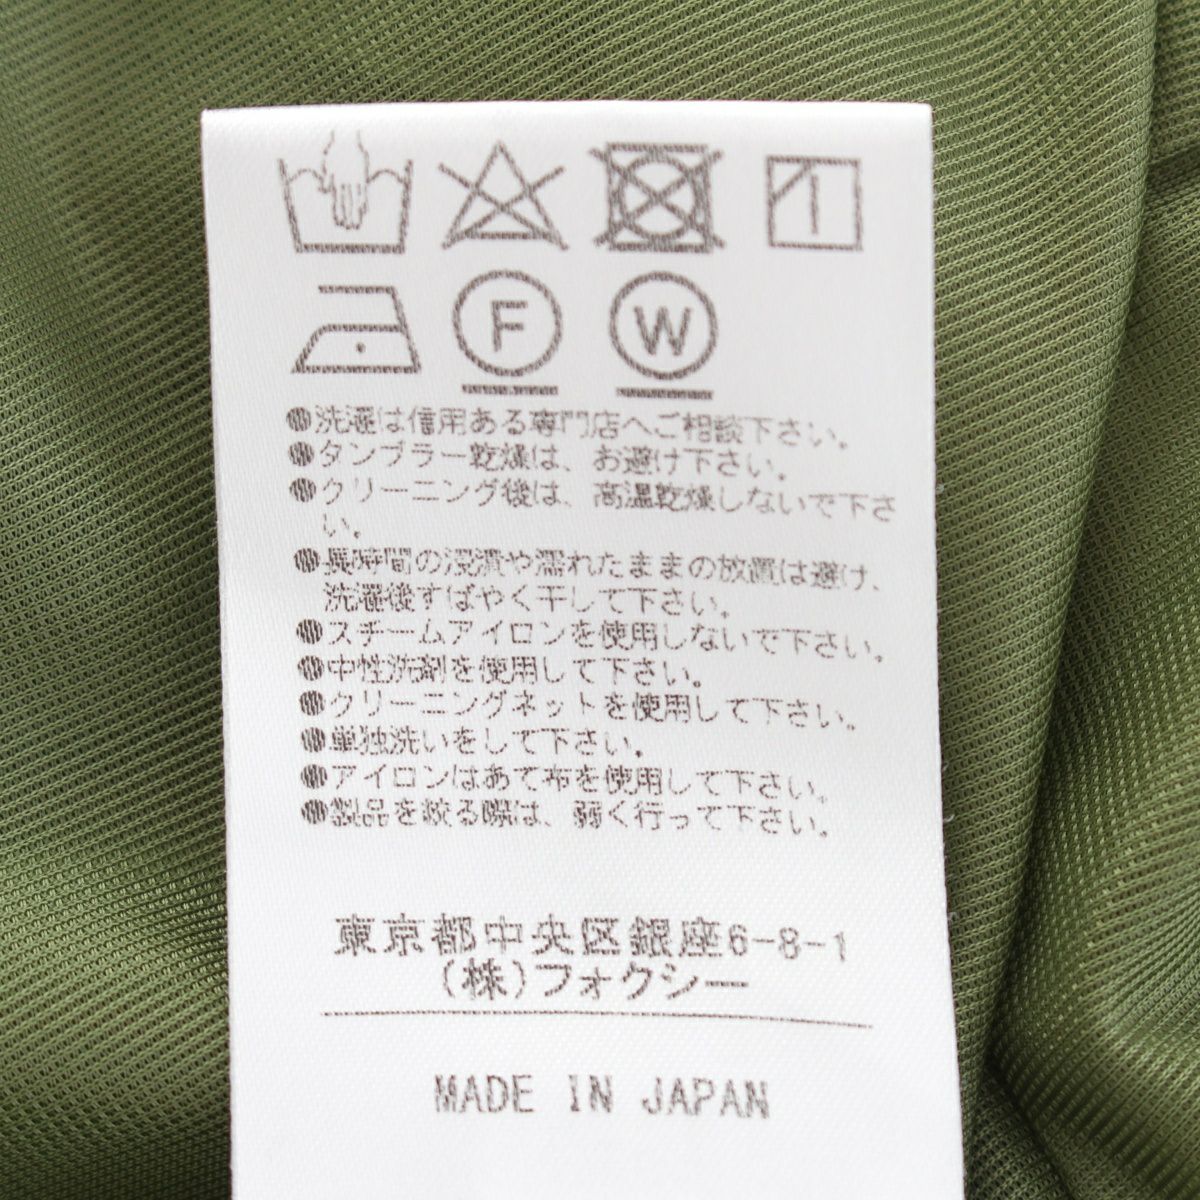 F W
●洗濯は信用ある専門店へご相談下さい。
●タンブラー乾燥は、お避け下さい。
●クリーニング後は、高温乾燥しないで下さ
い。
●長時間の浸漬や濡れたままの放置は避け、
洗濯後すばやく干して下さい。
●スチームアイロンを使用しないで下さい。
●中性洗剤を使用して下さい。
●クリーニングネットを使用して下さい。
●単独洗いをして下さい。
●アイロンはあて布を使用して下さい。
●製品を絞る際は、弱く行って下さい。
東京都中央区銀座6-8-1
(株)フォクシー
MADE IN JAPAN